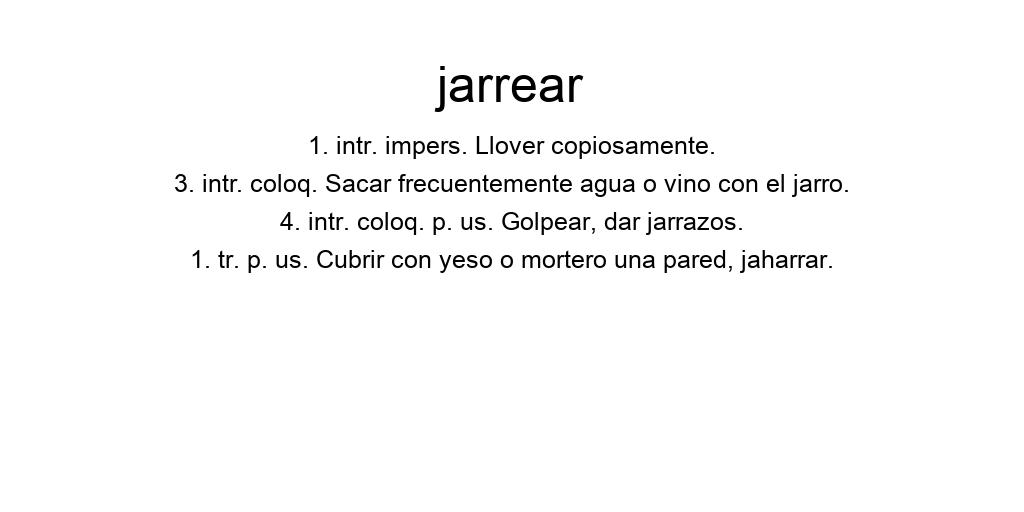 jarrear
1. intr. impers. Llover copiosamente.
3. intr. coloq. Sacar frecuentemente agua o vino con el jarro.
4. intr. coloq. p. us. Golpear, dar jarrazos.
1. tr. p. us. Cubrir con yeso o mortero una pared, jaharrar.